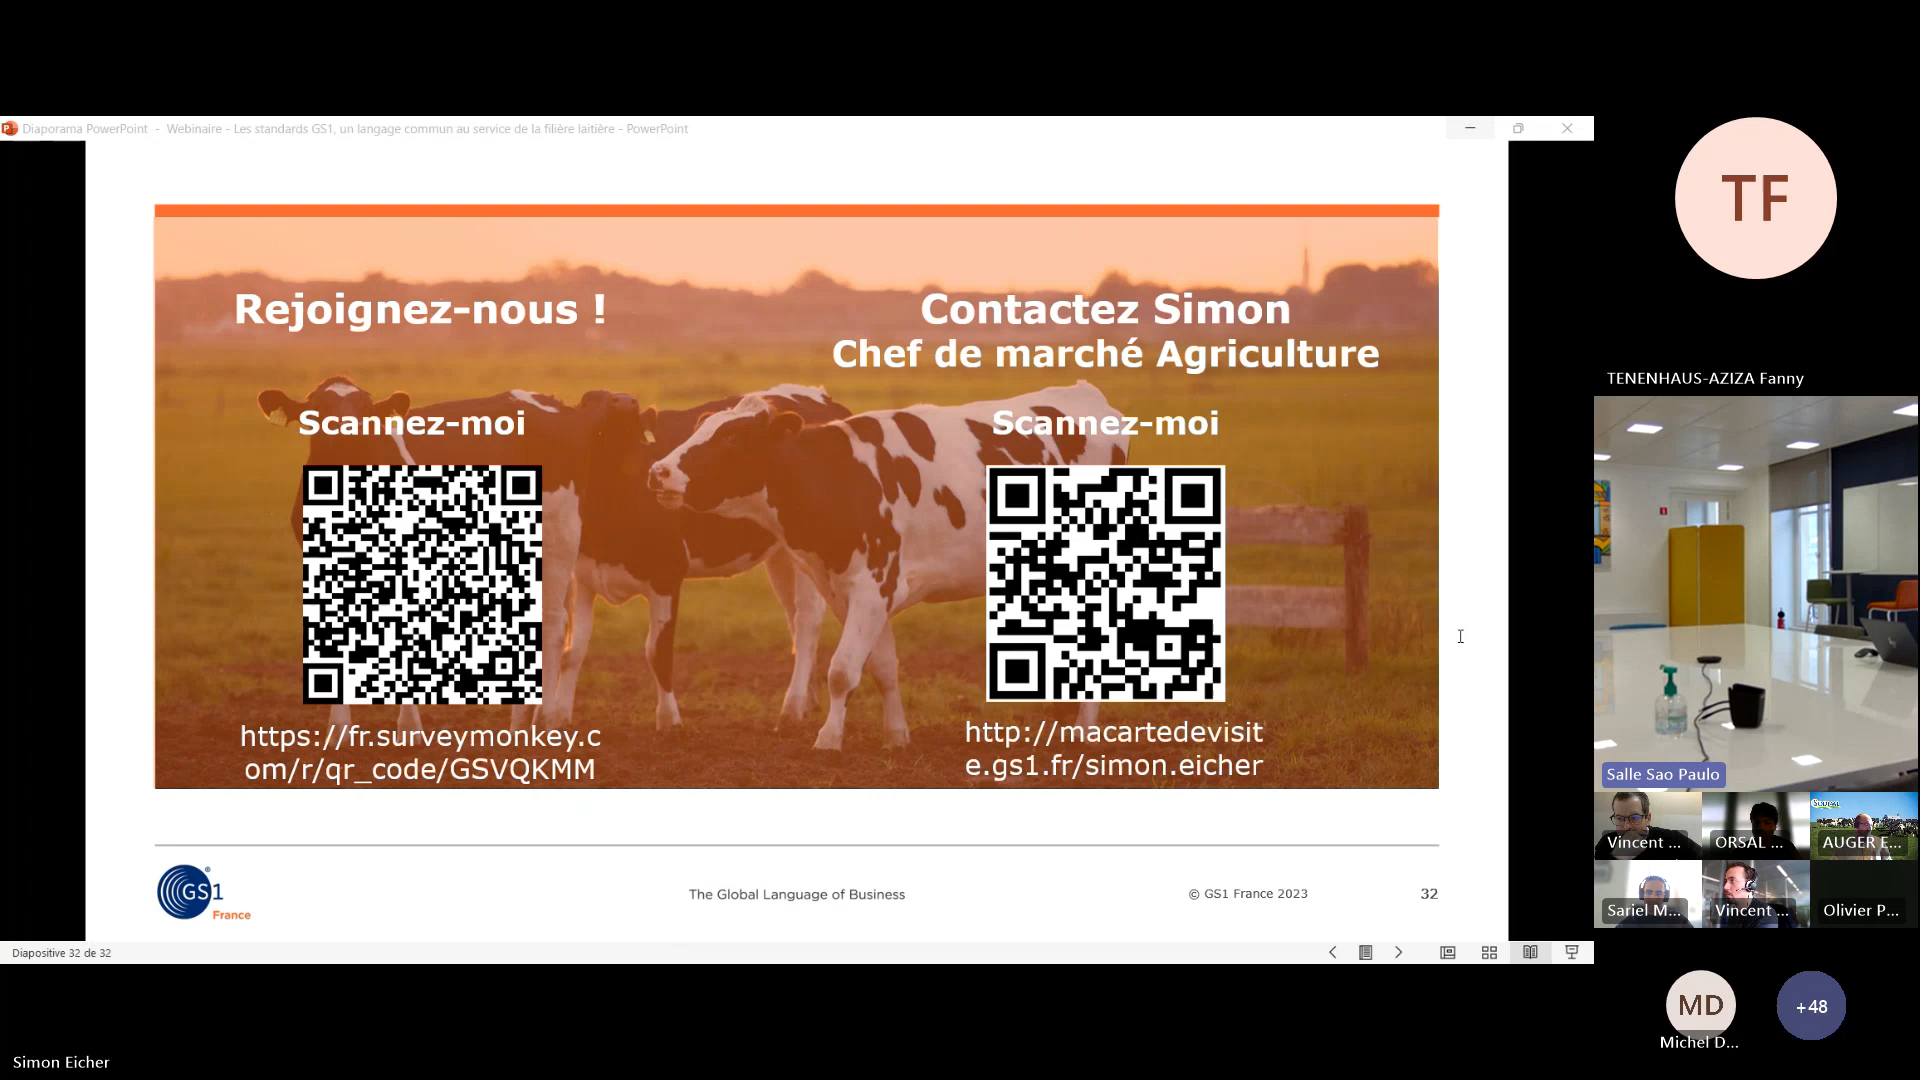 Diaporama PowerPoint - Webinaire - Les standards GS1, un langage commun au service de la filière laitière - PowerPoint
Rejoignez-nous !
Scannez-moi
https://fr.surveymonkey.c
om/r/qr_code/GSVQKMM
Contactez Simon
Chef de marché Agriculture
Scannez-moi
http://macartedevisit
e.gs1.fr/simon.eicher
GS1
France
The Global Language of Business
© GS1 France 2023
32
Diapositive 32 de 32
Simon Eicher
TF
TENENHAUS-AZIZA Fanny
Salle Sao Paulo
Vincent ...
ORSAL ...
AUGER E...
Sariel M...
Vincent ...
Olivier P...
MD
Michel D...
+48